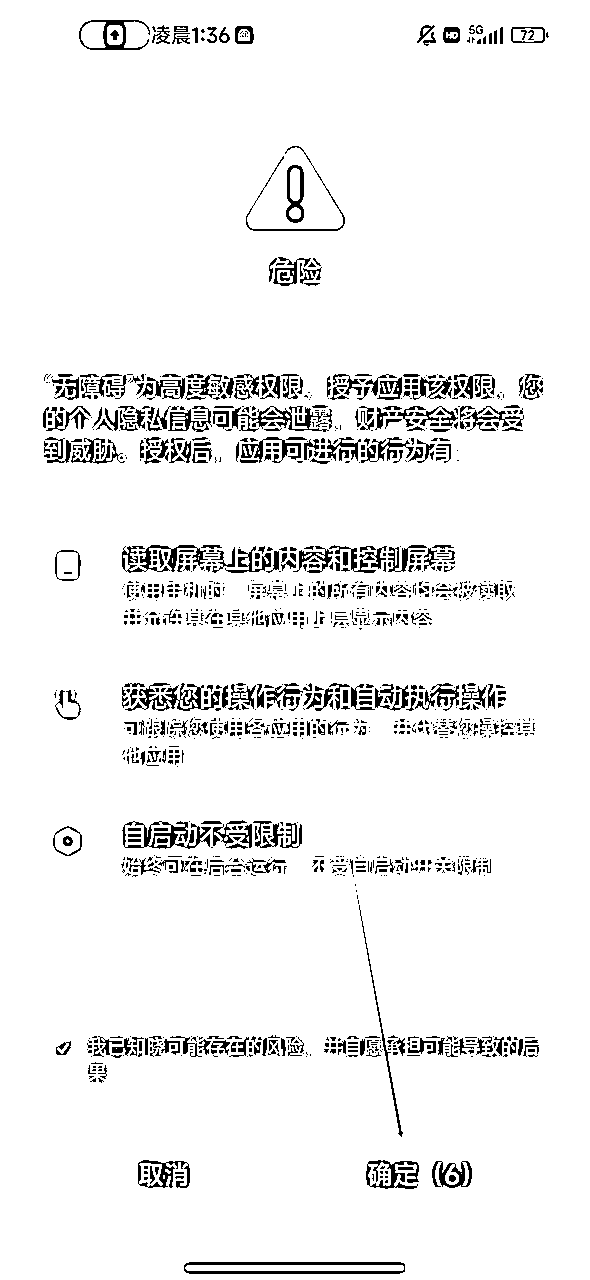 凌晨1:36 HD 5G 72
危险
“无障碍”为高度敏感权限，授予应用该权限，您
的个人隐私信息可能会泄露，财产安全将会受
到威胁。授权后，应用可进行的行为有：
读取屏幕上的内容和控制屏幕
使用手机时，屏幕上的所有内容均会被读取
并允许其在其他应用上层显示内容
获悉您的操作行为和自动执行操作
可跟踪您使用各应用的行为，并代替您操控其
他应用
自启动不受限制
始终可在后台运行，不受自启动开关限制
我已知晓可能存在的风险，并自愿承担可能导致的后
果
取消 确定（6）